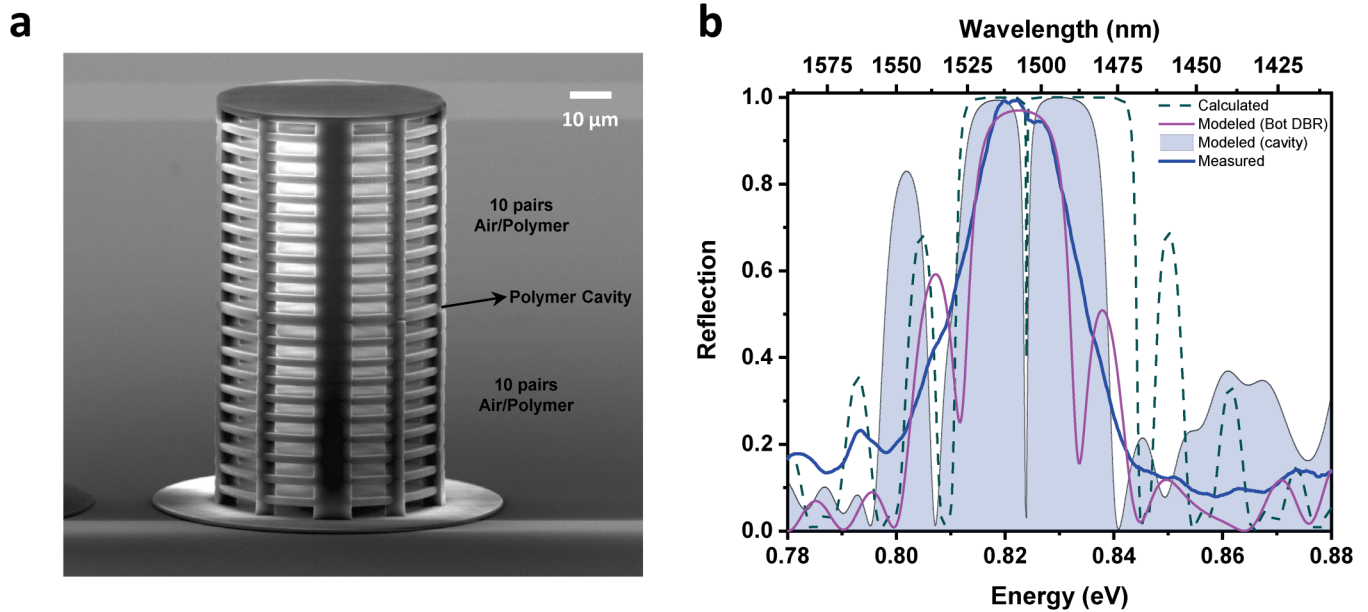 a
10 μm
10 pairs
Air/Polymer
Polymer Cavity
10 pairs
Air/Polymer
b
Wavelength (nm)
1575 1550 1525 1500 1475 1450 1425
1.0
0.8
0.6
0.4
0.2
0.0
Reflection
Calculated
Modeled (Bot DBR)
Modeled (cavity)
Measured
0.78 0.80 0.82 0.84 0.86 0.88
Energy (eV)